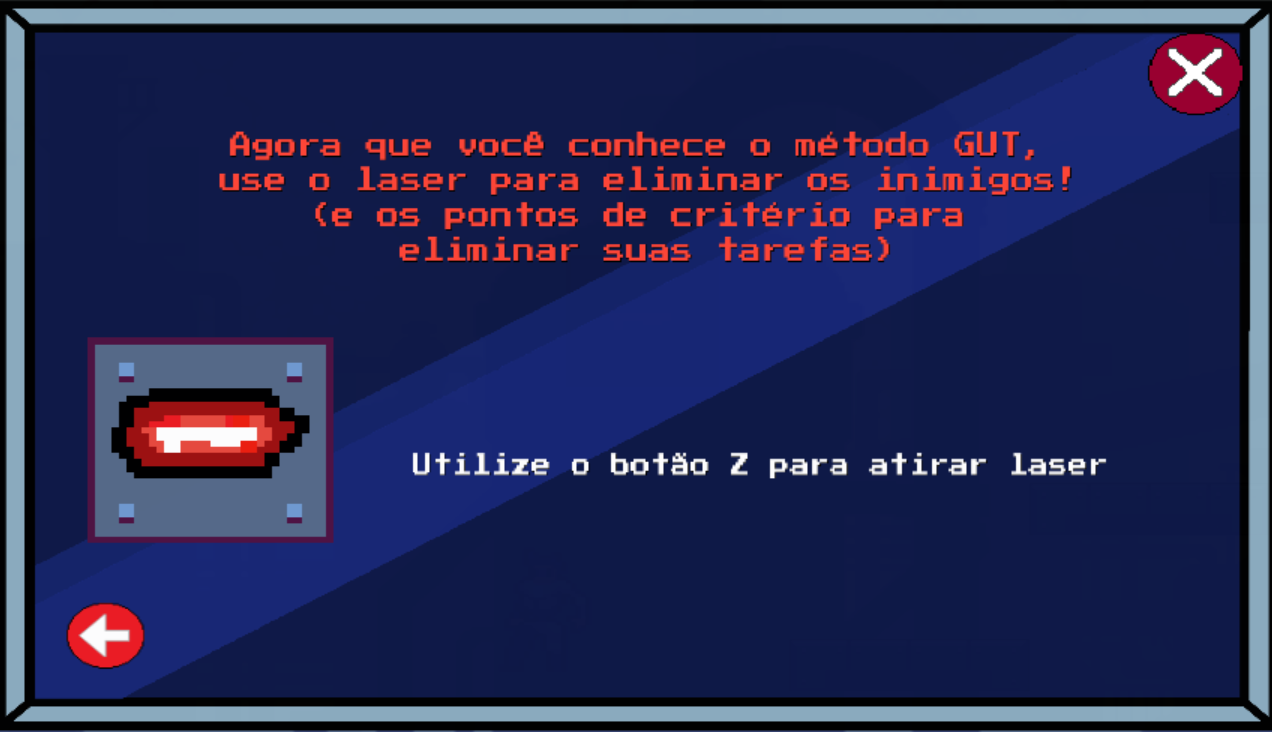 Agora que você conhece o método GUT,
use o laser para eliminar os inimigos!
(e os pontos de critério para
eliminar suas tarefas)
Utilize o botão Z para atirar laser